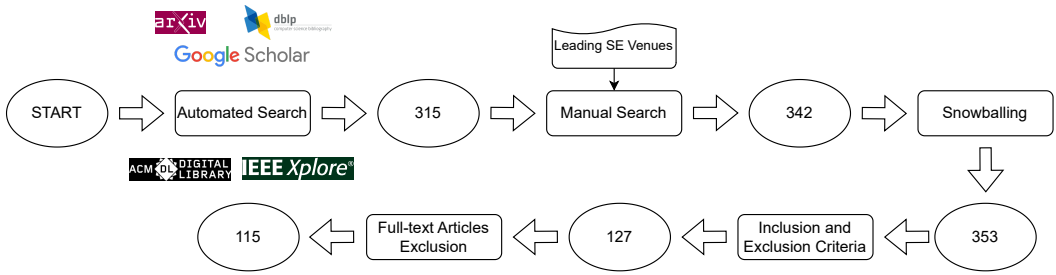 arXiv
dblp
computer science bibliography
Google Scholar
Leading SE Venues
START
Automated Search
315
Manual Search
342
Snowballing
ACM DL DIGITAL
LIBRARY
IEEE Xplore®
115
Full-text Articles
Exclusion
127
Inclusion and
Exclusion Criteria
353